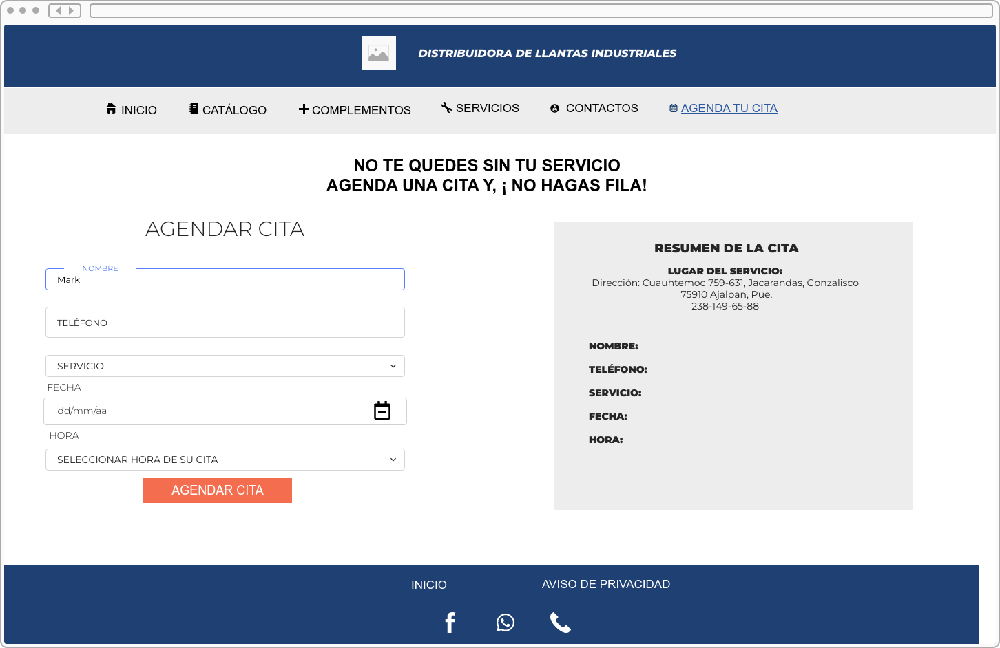 DISTRIBUIDORA DE LLANTAS INDUSTRIALES
INICIO
CATÁLOGO
COMPLEMENTOS
SERVICIOS
CONTACTOS
AGENDA TU CITA
NO TE QUEDES SIN TU SERVICIO
AGENDA UNA CITA Y, ¡ NO HAGAS FILA!
AGENDAR CITA
NOMBRE
Mark
TELÉFONO
SERVICIO
FECHA
dd/mm/aa
HORA
SELECCIONAR HORA DE SU CITA
AGENDAR CITA
RESUMEN DE LA CITA
LUGAR DEL SERVICIO:
Dirección: Cuauhtemoc 759-631, Jacarandas, Gonzalisco
75910 Ajalpan, Pue.
238-149-65-88
NOMBRE:
TELÉFONO:
SERVICIO:
FECHA:
HORA:
INICIO
AVISO DE PRIVACIDAD